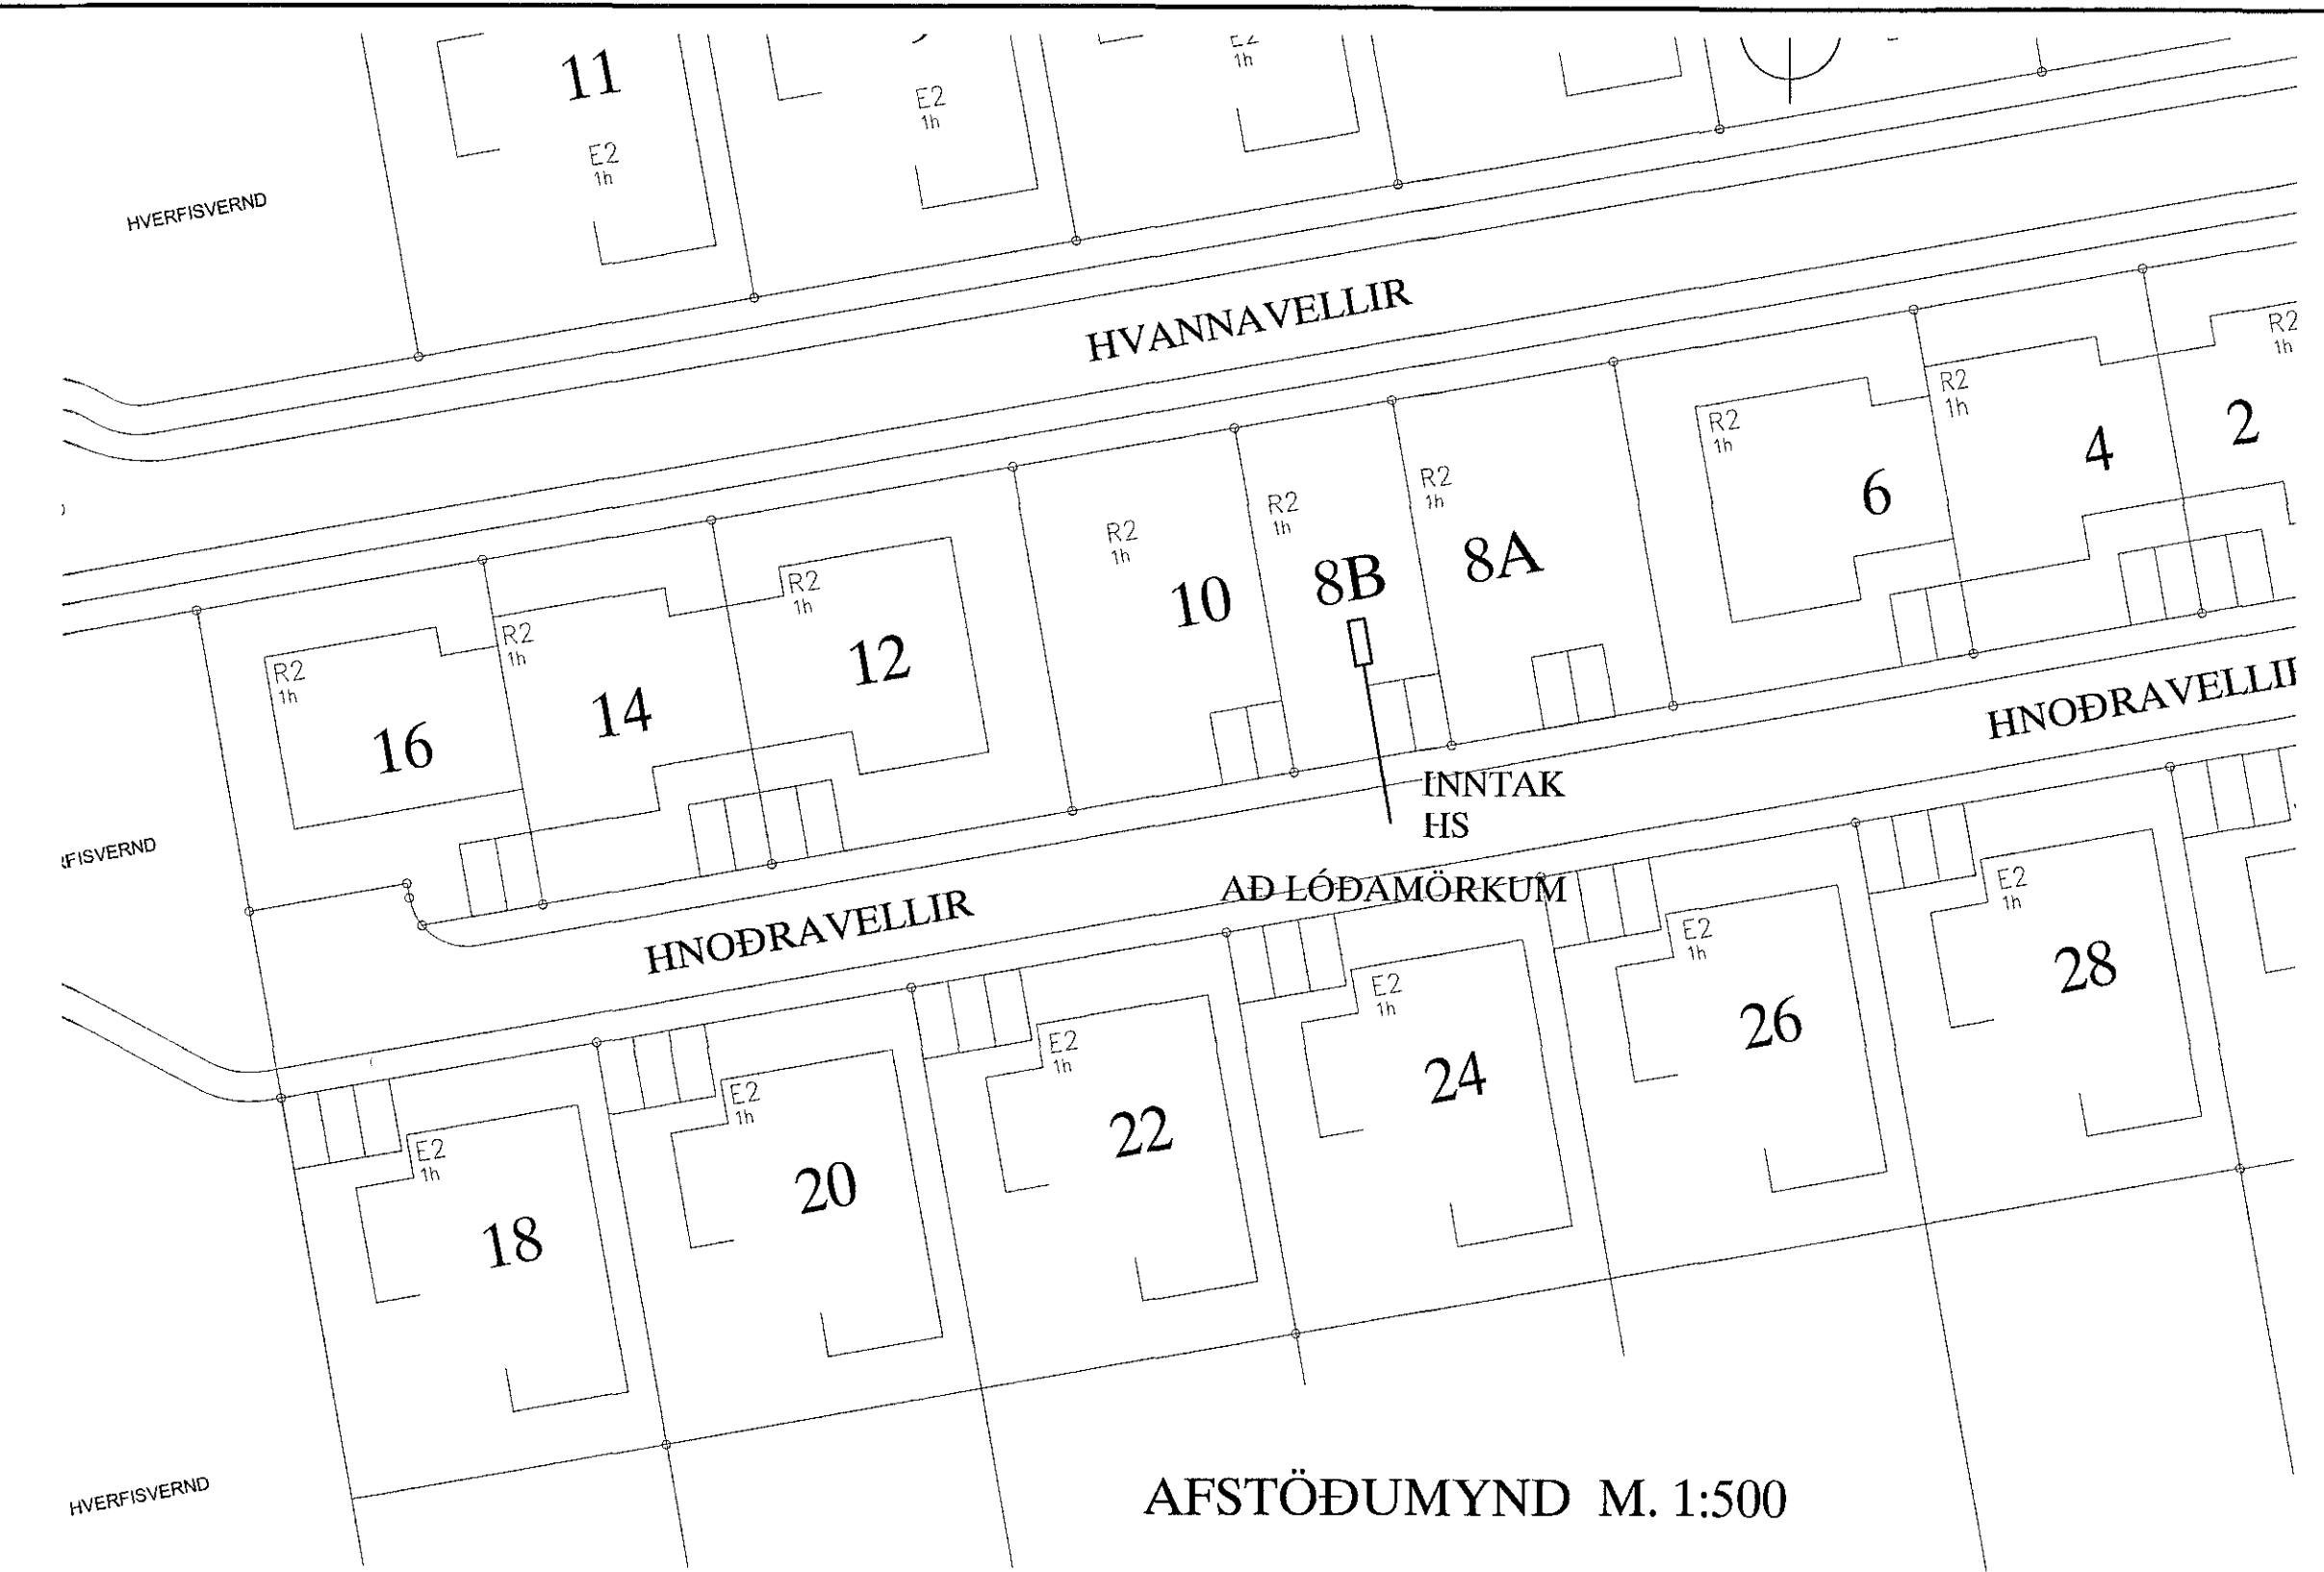 11
E2
1h
E2
1h
1h
HVERFISVERND
HVANNAVELLIR
R2
1h
2
R2
1h
4
R2
1h
6
R2
1h
8A
R2
1h
8B
R2
1h
10
R2
1h
12
R2
1h
14
R2
1h
16
HNOÐRAVELLI
INNTAK
HS
AÐ LÓÐAMÖRKUM
HNOÐRAVELLIR
FISVERND
E2
1h
18
E2
1h
20
E2
1h
22
E2
1h
24
E2
1h
26
E2
1h
28
HVERFISVERND
AFSTÖÐUMYND M. 1:500